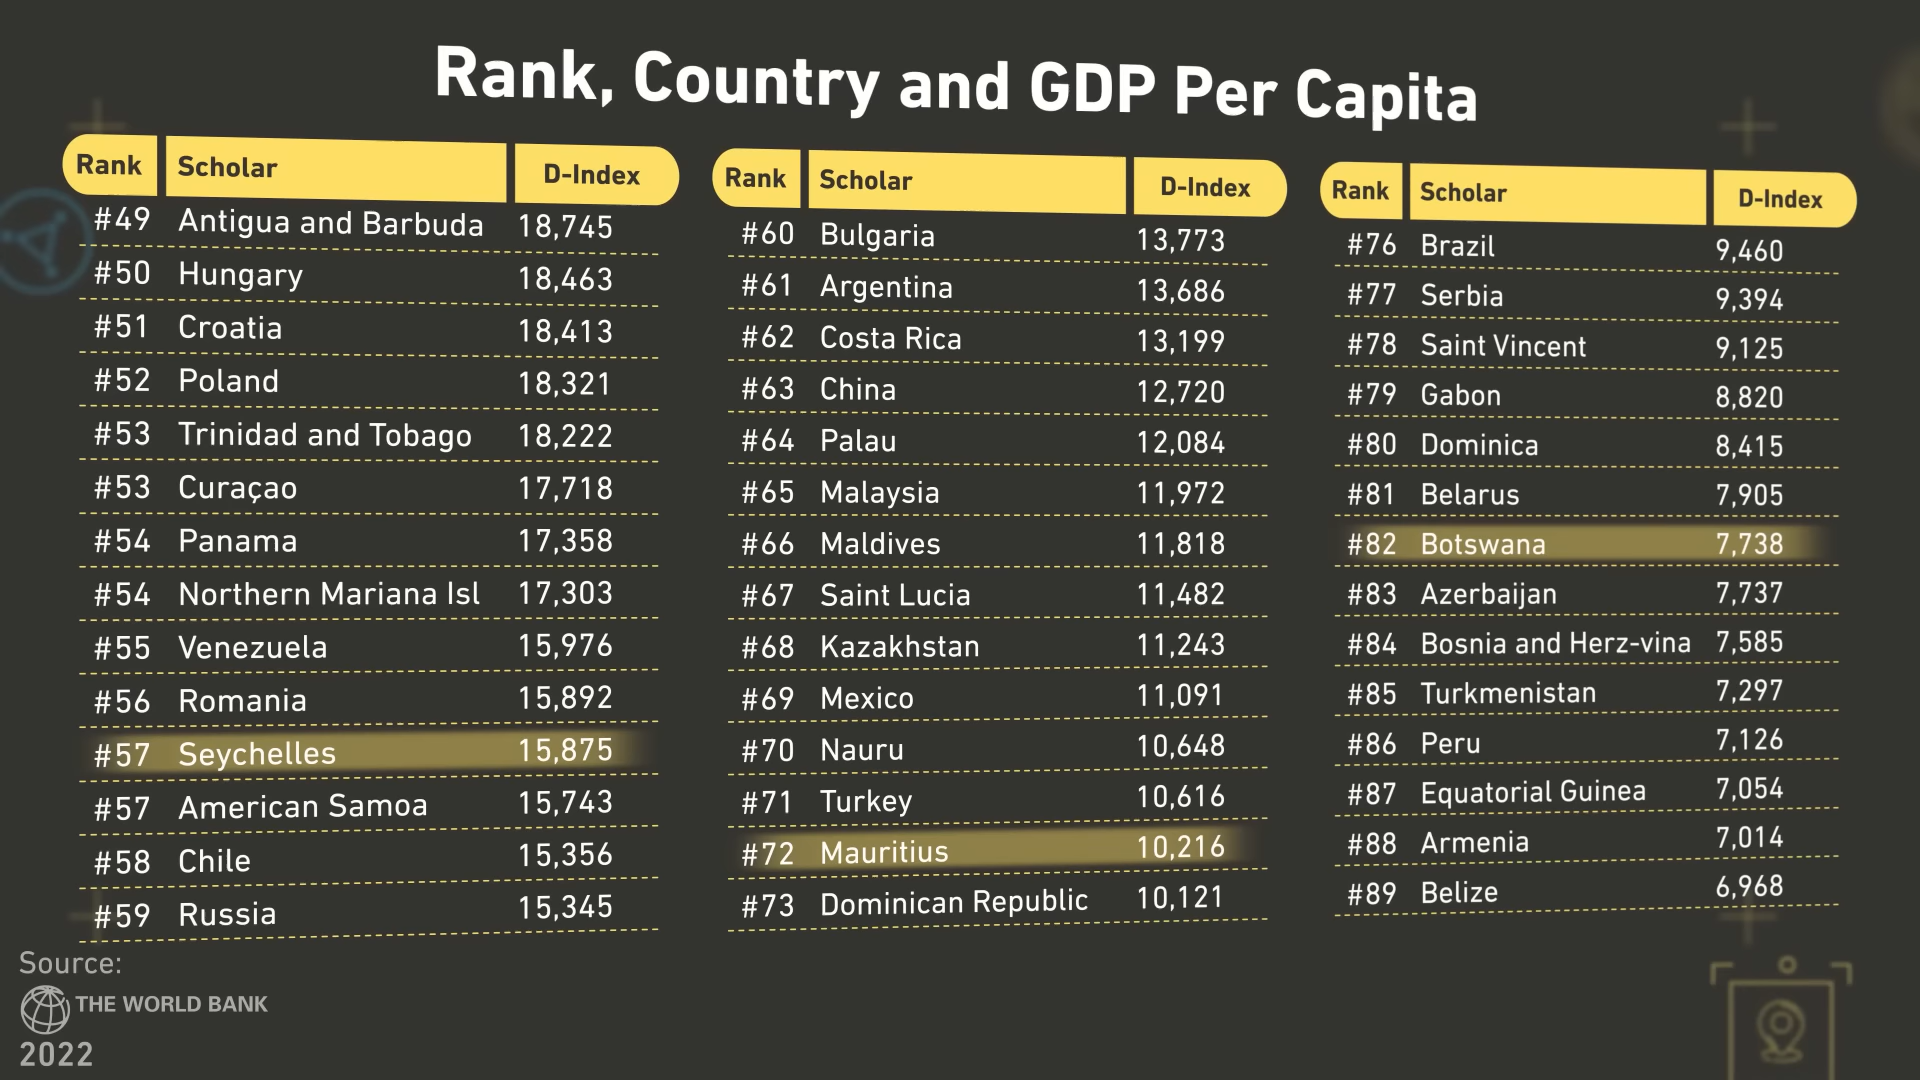 Rank, Country and GDP Per Capita
Rank Scholar D-Index
#49 Antigua and Barbuda 18,745
#50 Hungary 18,463
#51 Croatia 18,413
#52 Poland 18,321
#53 Trinidad and Tobago 18,222
#53 Curaçao 17,718
#54 Panama 17,358
#54 Northern Mariana Isl 17,303
#55 Venezuela 15,976
#56 Romania 15,892
#57 Seychelles 15,875
#57 American Samoa 15,743
#58 Chile 15,356
#59 Russia 15,345
Rank Scholar D-Index
#60 Bulgaria 13,773
#61 Argentina 13,686
#62 Costa Rica 13,199
#63 China 12,720
#64 Palau 12,084
#65 Malaysia 11,972
#66 Maldives 11,818
#67 Saint Lucia 11,482
#68 Kazakhstan 11,243
#69 Mexico 11,091
#70 Nauru 10,648
#71 Turkey 10,616
#72 Mauritius 10,216
#73 Dominican Republic 10,121
Rank Scholar D-Index
#76 Brazil 9,460
#77 Serbia 9,394
#78 Saint Vincent 9,125
#79 Gabon 8,820
#80 Dominica 8,415
#81 Belarus 7,905
#82 Botswana 7,738
#83 Azerbaijan 7,737
#84 Bosnia and Herz-vina 7,585
#85 Turkmenistan 7,297
#86 Peru 7,126
#87 Equatorial Guinea 7,054
#88 Armenia 7,014
#89 Belize 6,968
Source:
THE WORLD BANK
2022